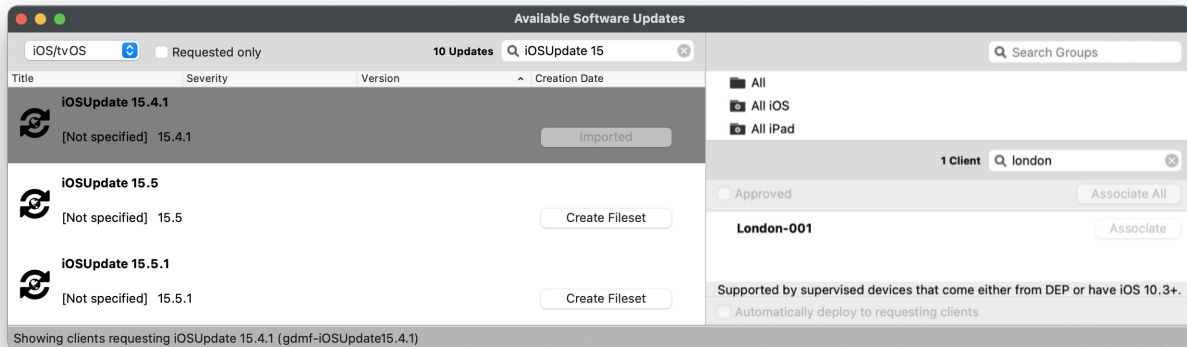 Available Software Updates
iOS/tvOS
Requested only
10 Updates
iOSUpdate 15
Title Severity Version Creation Date
iOSUpdate 15.4.1
[Not specified] 15.4.1
Imported
iOSUpdate 15.5
[Not specified] 15.5
Create Fileset
iOSUpdate 15.5.1
[Not specified] 15.5.1
Create Fileset
Search Groups
All
All iOS
All iPad
1 Client
london
Approved
Associate All
London-001
Associate
Supported by supervised devices that come either from DEP or have iOS 10.3+.
Automatically deploy to requesting clients
Showing clients requesting iOSUpdate 15.4.1 (gdmf-iOSUpdate15.4.1)